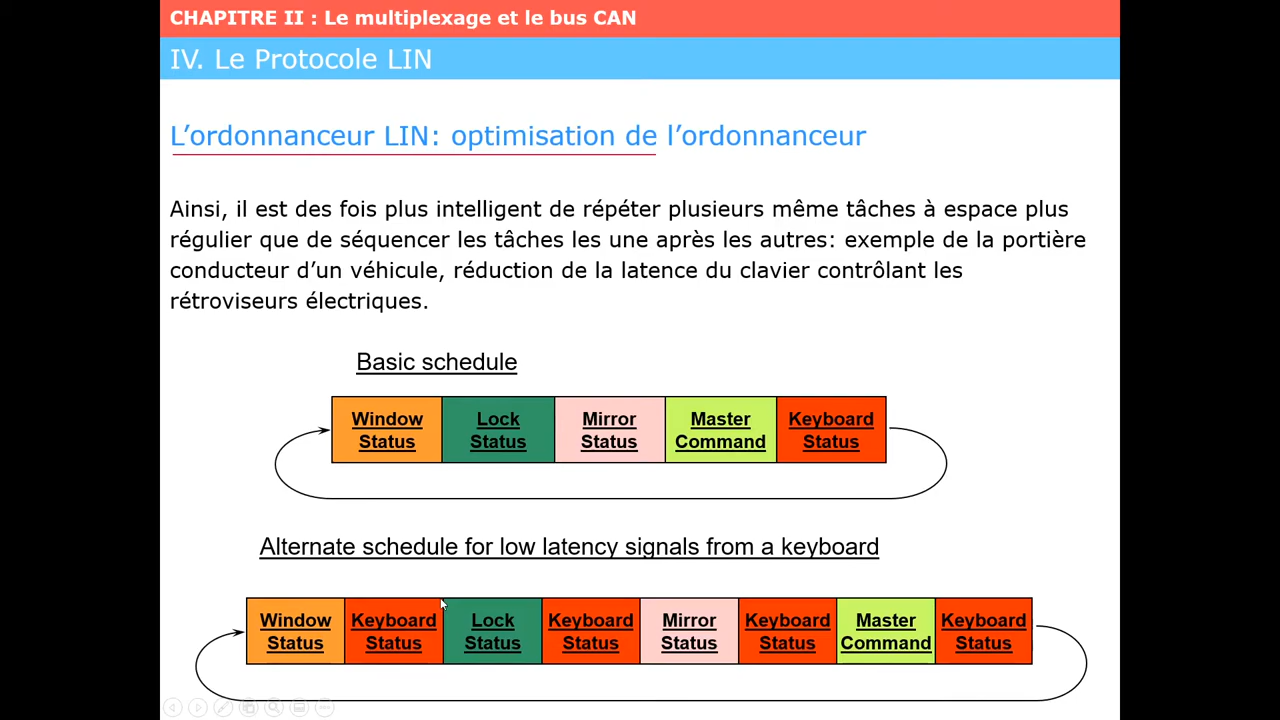 CHAPITRE II : Le multiplexage et le bus CAN
IV. Le Protocole LIN
L’ordonnanceur LIN: optimisation de l’ordonnanceur
Ainsi, il est des fois plus intelligent de répéter plusieurs même tâches à espace plus
régulier que de séquencer les tâches les une après les autres: exemple de la portière
conducteur d’un véhicule, réduction de la latence du clavier contrôlant les
rétroviseurs électriques.
Basic schedule
Window Lock Mirror Master Keyboard
Status Status Status Command Status
Alternate schedule for low latency signals from a keyboard
Window Keyboard Lock Keyboard Mirror Keyboard Master Keyboard
Status Status Status Status Status Status Command Status